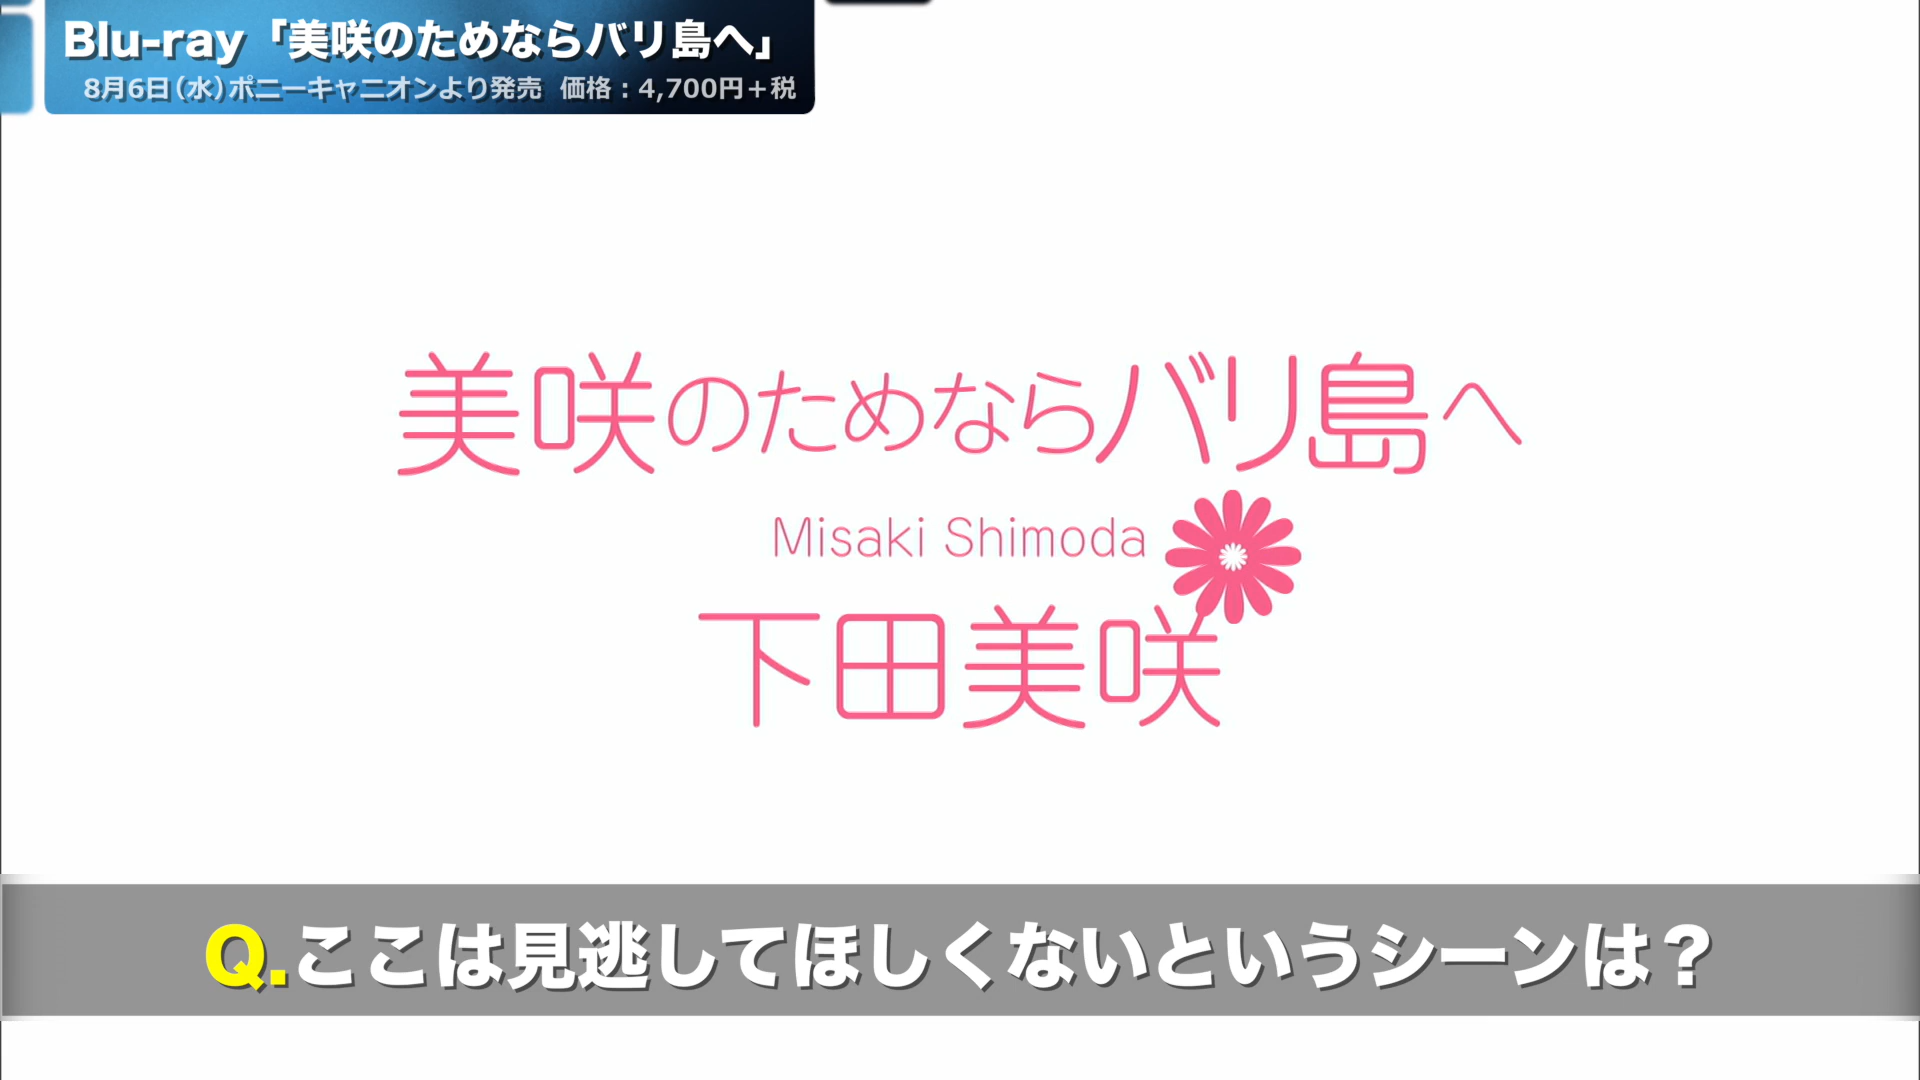 Blu-ray「美咲のためならバリ島へ」
8月6日(水)ポニーキャニオンより発売 価格:4,700円+税
美咲のためならバリ島へ
Misaki Shimoda
下田美咲
Q.ここは見逃してほしくないというシーンは?